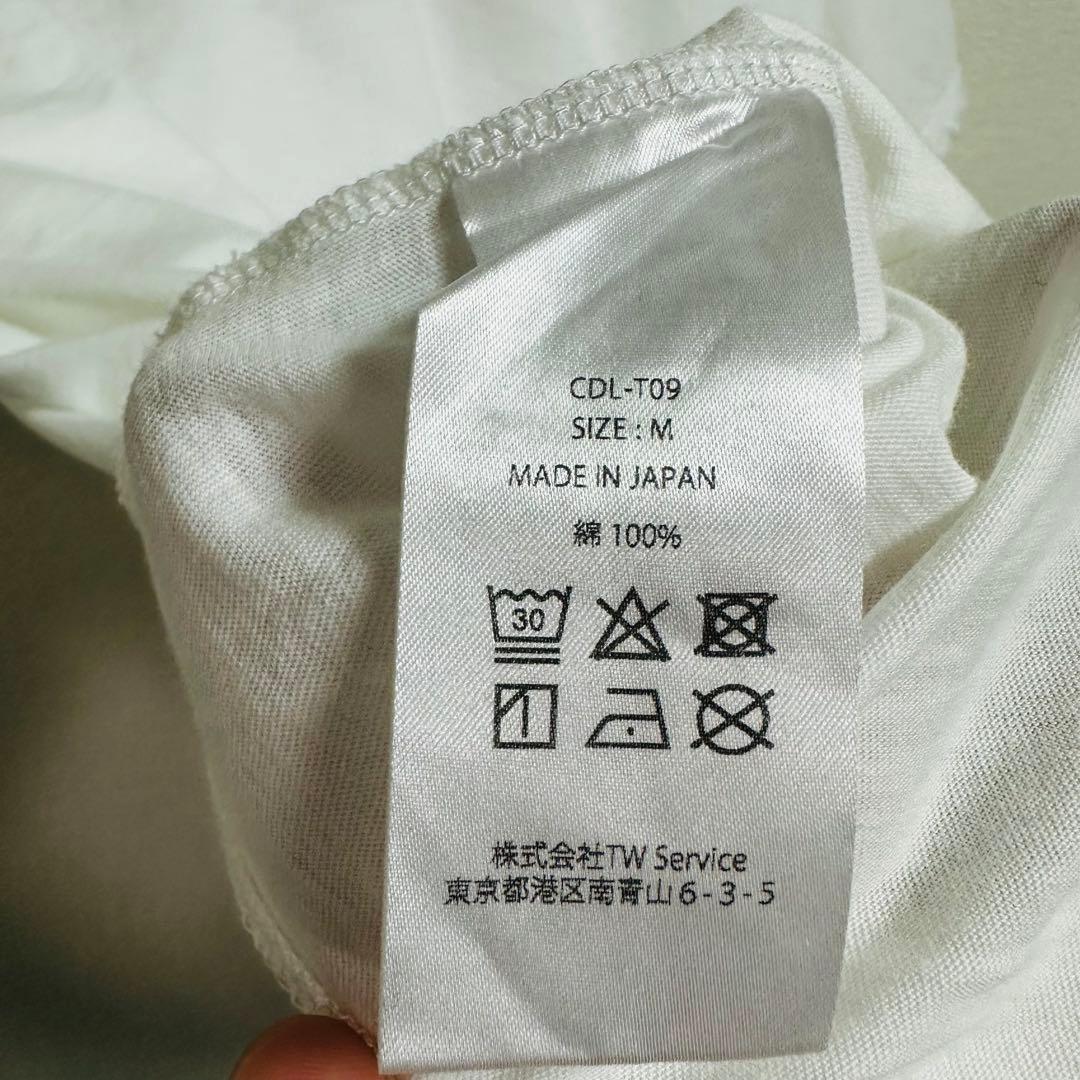 CDL-T09
SIZE : M
MADE IN JAPAN
綿 100%
30
株式会社TW Service
東京都港区南青山 6 - 3 - 5